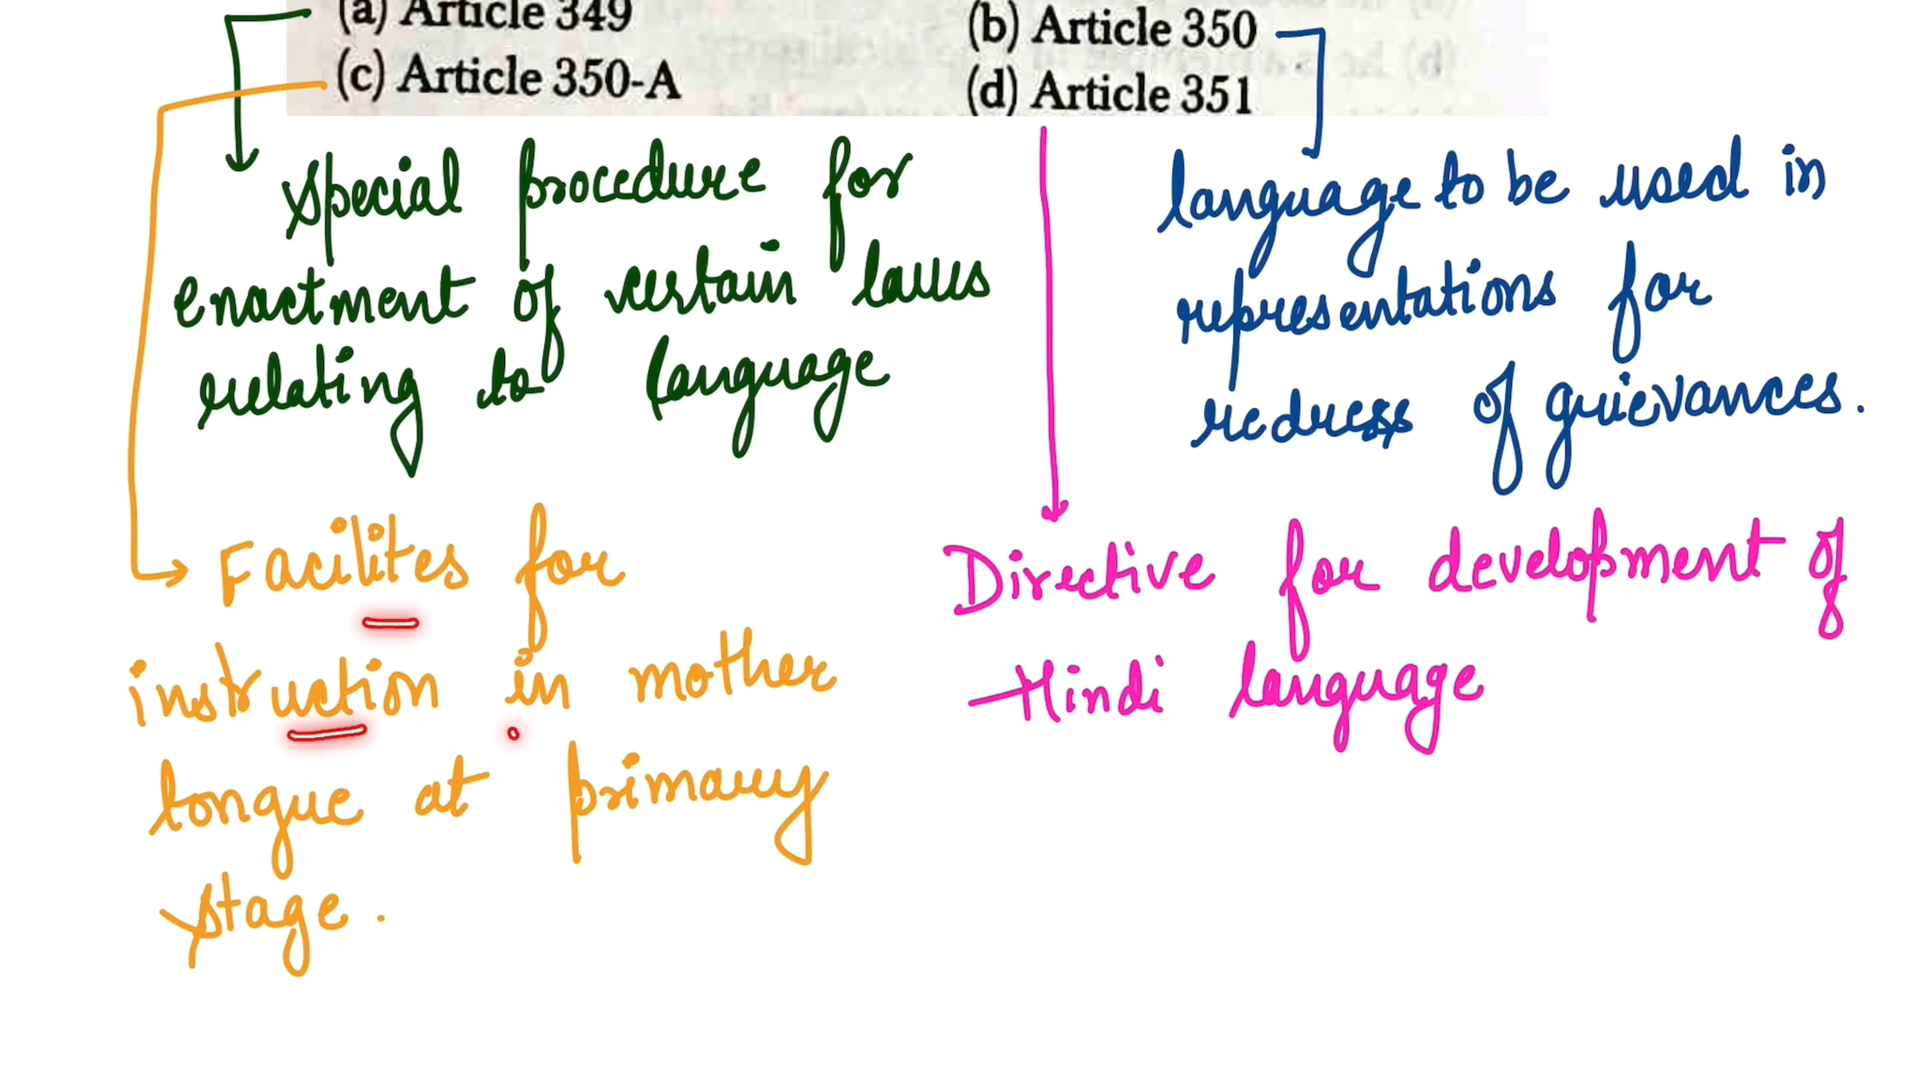 (a) Article 349
(b) Article 350
(c) Article 350-A
(d) Article 351
Special procedure for
enactment of certain laws
relating to language
language to be used in
representations for
redress of grievances.
Facilites for
instruction in mother
tongue at primary
stage.
Directive for development of
Hindi language